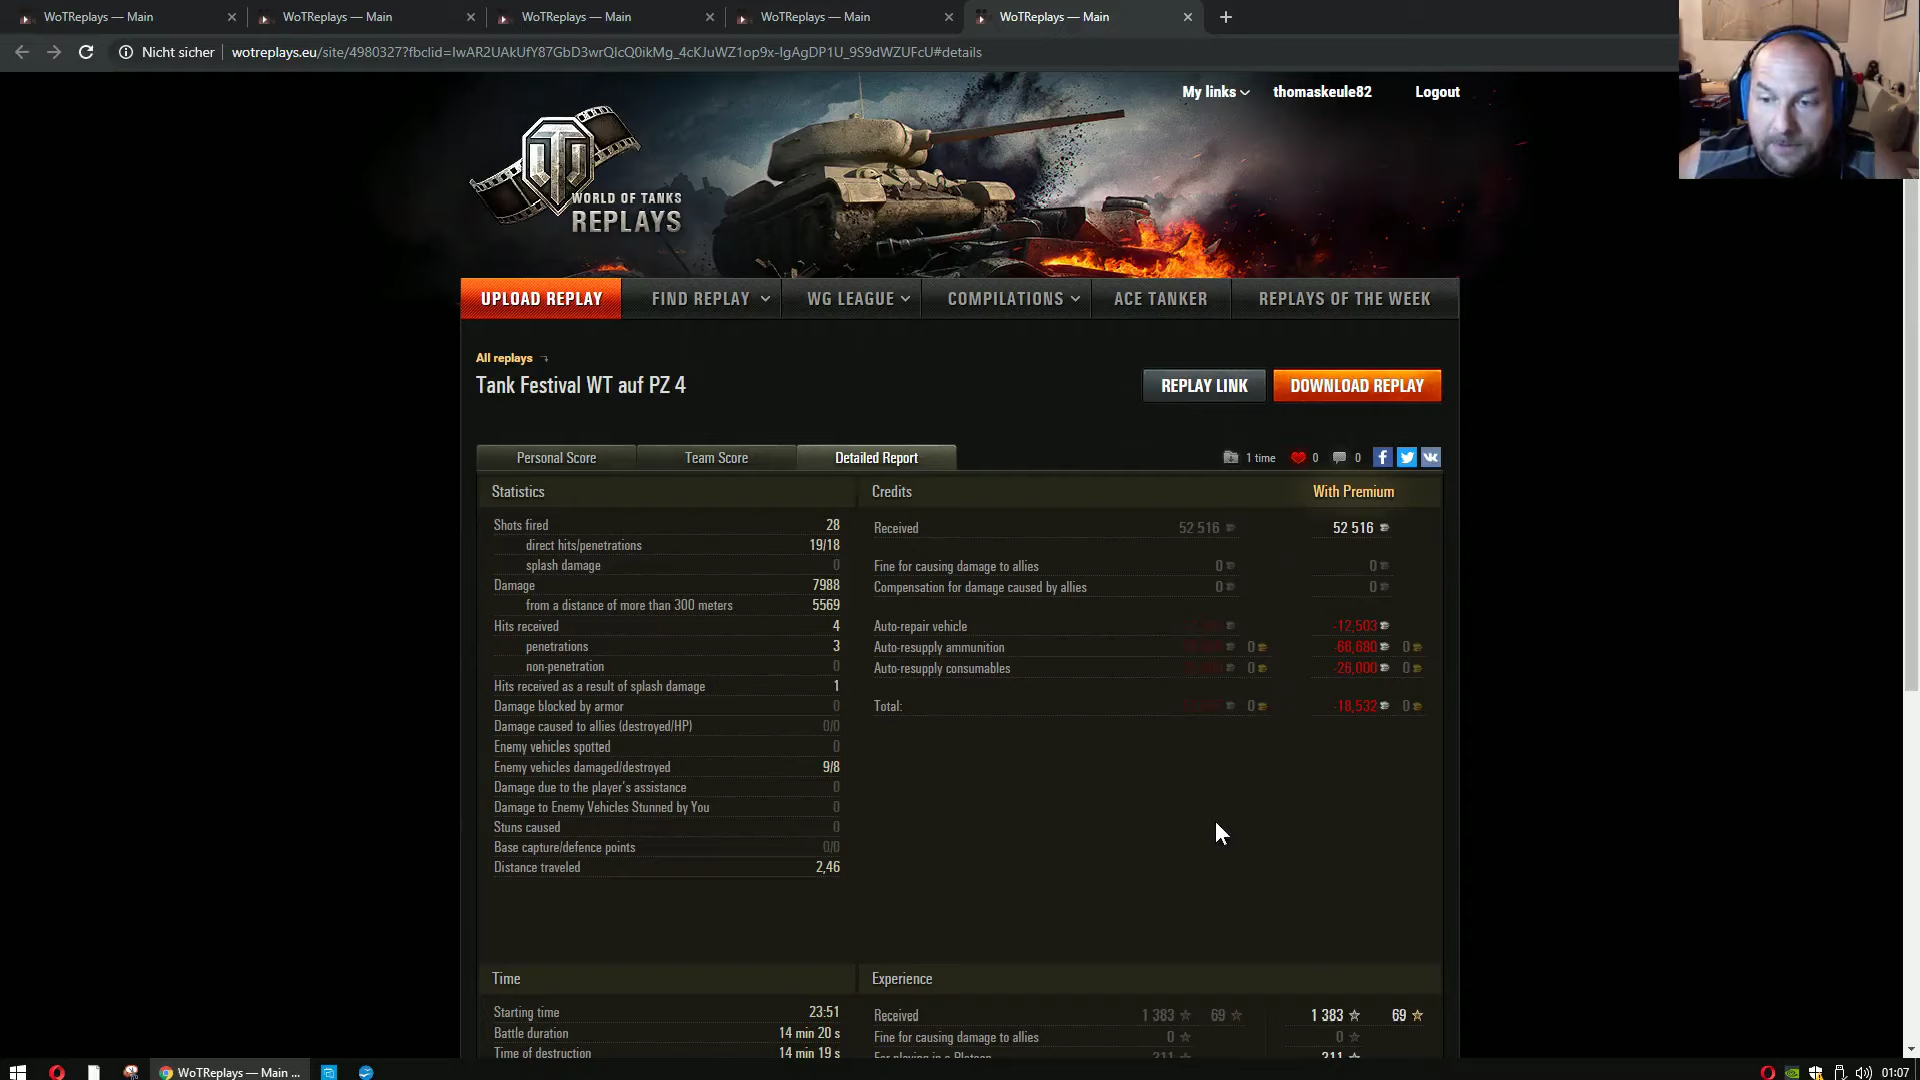 WoTReplays — Main
WoTReplays — Main
WoTReplays — Main
WoTReplays — Main
WoTReplays — Main
Nicht sicher
wotreplays.eu/site/4980327?fbclid=IwAR2UAkUfY87GbD3wrQlcQ0ikMg_4cKJuWZ1op9x-IgAgDP1U_9S9dWZUFcU#details
My links
thomaskeule82
Logout
WORLD OF TANKS
REPLAYS
UPLOAD REPLAY
FIND REPLAY
WG LEAGUE
COMPILATIONS
ACE TANKER
REPLAYS OF THE WEEK
All replays
Tank Festival WT auf PZ 4
REPLAY LINK
DOWNLOAD REPLAY
Personal Score
Team Score
Detailed Report
1 time
0
0
Statistics
Shots fired 28
direct hits/penetrations 19/18
splash damage 0
Damage 7988
from a distance of more than 300 meters 5569
Hits received 4
penetrations 3
non-penetration 0
Hits received as a result of splash damage 1
Damage blocked by armor 0
Damage caused to allies (destroyed/HP) 0/0
Enemy vehicles spotted 0
Enemy vehicles damaged/destroyed 9/8
Damage due to the player's assistance 0
Damage to Enemy Vehicles Stunned by You 0
Stuns caused 0
Base capture/defence points 0/0
Distance traveled 2,46
Credits With Premium
Received 52 516 52 516
Fine for causing damage to allies 0 0
Compensation for damage caused by allies 0 0
Auto-repair vehicle -12,503
Auto-resupply ammunition 0 0
Auto-resupply consumables 0 -26,000 0
Total: 0 -18,532 0
Time
Starting time 23:51
Battle duration 14 min 20 s
Time of destruction 14 min 19 s
Experience
Received 1 383 69 1 383 69
Fine for causing damage to allies 0 0
For playing in a Platoon 311 311
WoTReplays — Main ...
01:07